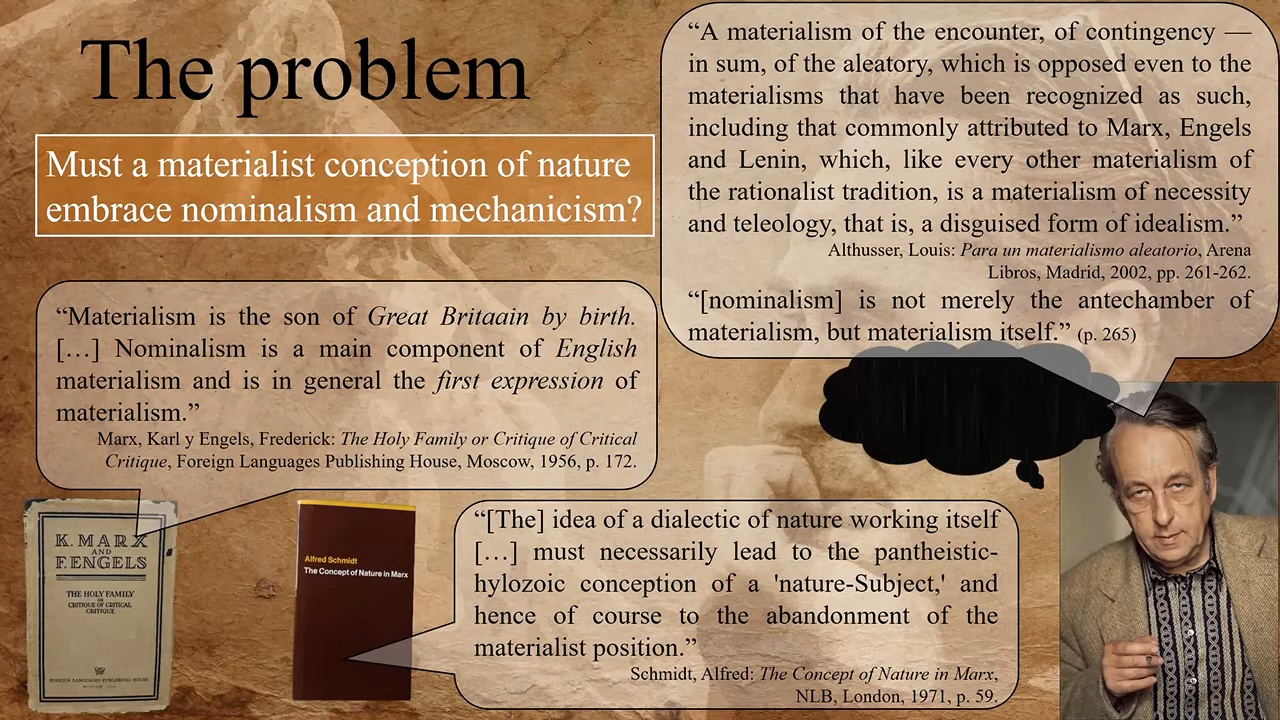 The problem
Must a materialist conception of nature
embrace nominalism and mechanicism?
“A materialism of the encounter, of contingency —
in sum, of the aleatory, which is opposed even to the
materialisms that have been recognized as such,
including that commonly attributed to Marx, Engels
and Lenin, which, like every other materialism of
the rationalist tradition, is a materialism of necessity
and teleology, that is, a disguised form of idealism.”
Althusser, Louis: Para un materialismo aleatorio, Arena
Libros, Madrid, 2002, pp. 261-262.
“[nominalism] is not merely the antechamber of
materialism, but materialism itself.” (p. 265)
“Materialism is the son of Great Britaain by birth.
[…] Nominalism is a main component of English
materialism and is in general the first expression of
materialism.”
Marx, Karl y Engels, Frederick: The Holy Family or Critique of Critical
Critique, Foreign Languages Publishing House, Moscow, 1956, p. 172.
K. MARX
AND
F. ENGELS
THE HOLY FAMILY
OR
CRITIQUE OF CRITICAL
CRITIQUE
FOREIGN LANGUAGES PUBLISHING HOUSE
Alfred Schmidt
The Concept of Nature in Marx
“[The] idea of a dialectic of nature working itself
[…] must necessarily lead to the pantheistic-
hylozoic conception of a 'nature-Subject,' and
hence of course to the abandonment of the
materialist position.”
Schmidt, Alfred: The Concept of Nature in Marx,
NLB, London, 1971, p. 59.